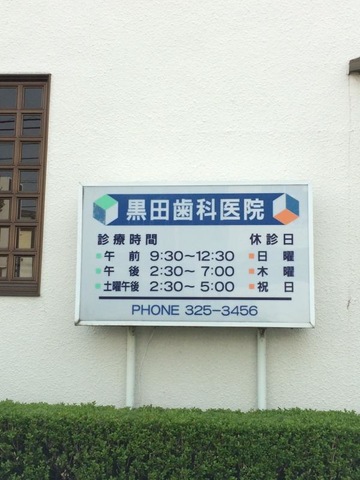 黒田歯科医院
診療時間 休診日
午前 9:30〜12:30 日曜
午後 2:30〜7:00 木曜
土曜午後 2:30〜5:00 祝日
PHONE 325-3456